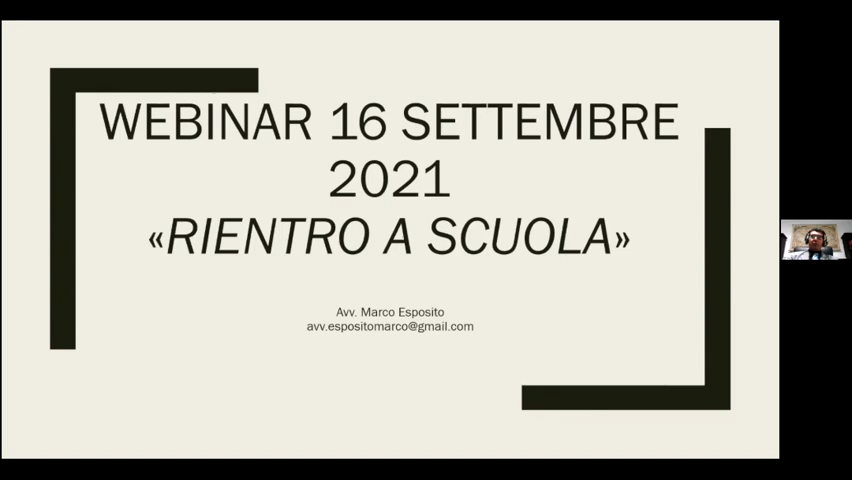 WEBINAR 16 SETTEMBRE
2021
«RIENTRO A SCUOLA»
Avv. Marco Esposito
avv.espositomarco@gmail.com